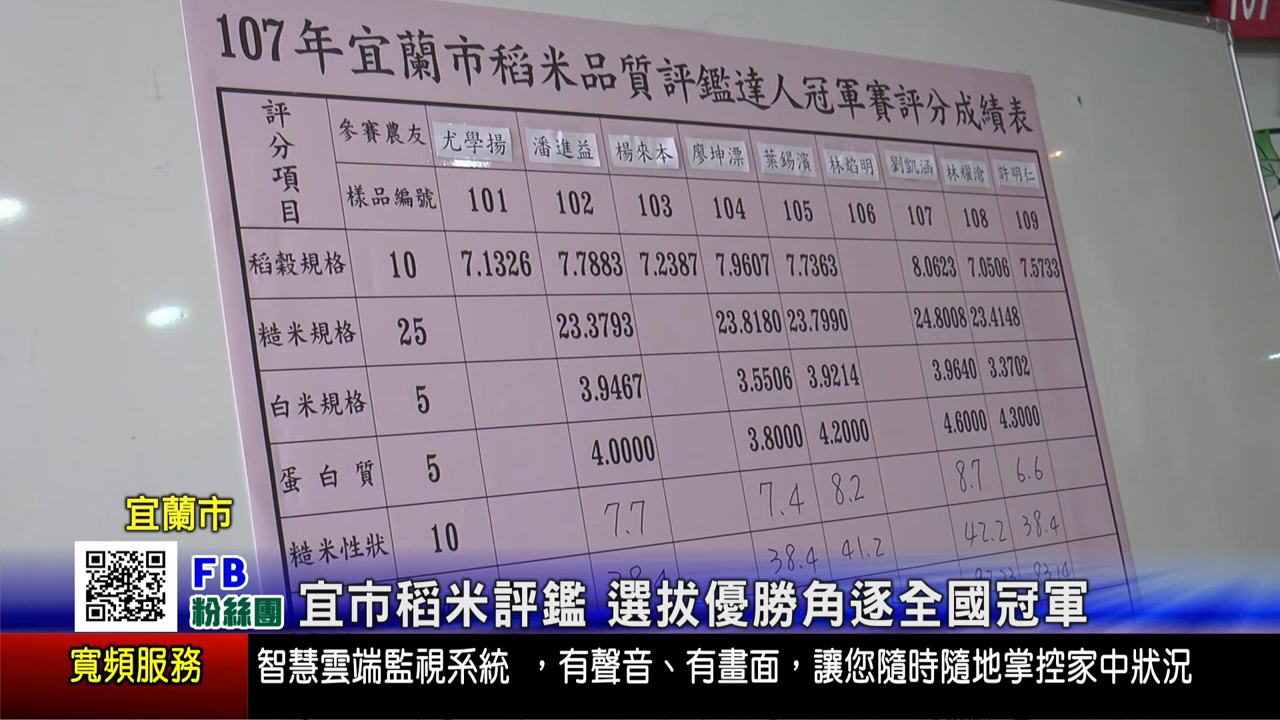 107
107年宜蘭市稻米品質評鑑達人冠軍賽評分成績表
評分項目 參賽農友 尤學揚 潘進益 楊來本 廖坤漂 葉錫濱 林焰明 劉凱涵 林燿滄 許明仁
樣品編號 101 102 103 104 105 106 107 108 109
稻穀規格 10 7.1326 7.7883 7.2387 7.9607 7.7363 8.0623 7.0506 7.5733
糙米規格 25 23.3793 23.8180 23.7990 24.8008 23.4148
白米規格 5 3.9467 3.5506 3.9214 3.9640 3.3702
蛋白質 5 4.0000 3.8000 4.2000 4.6000 4.3000
糙米性狀 10 7.7 7.4 8.2 8.7 6.6
38.4 41.2 42.2 38.4
宜蘭市
FB
粉絲團
宜市稻米評鑑 選拔優勝角逐全國冠軍
寬頻服務
智慧雲端監視系統 ，有聲音、有畫面，讓您隨時隨地掌控家中狀況